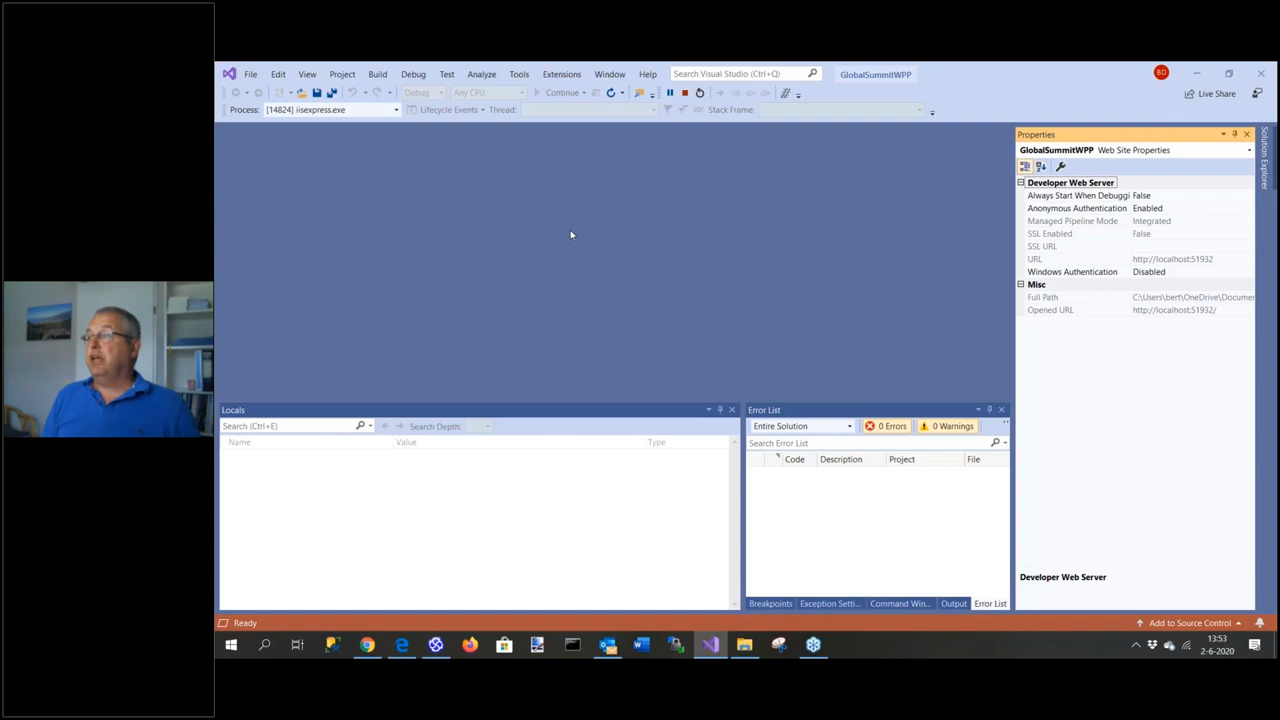 File Edit View Project Build Debug Test Analyze Tools Extensions Window Help Search Visual Studio (Ctrl+Q) GlobalSummitWPP BD
Debug Any CPU Continue Live Share
Process: [14824] iisexpress.exe Lifecycle Events Thread: Stack Frame:
Properties
GlobalSummitWPP Web Site Properties
Solution Explorer
Developer Web Server
Always Start When Debuggi False
Anonymous Authentication Enabled
Managed Pipeline Mode Integrated
SSL Enabled False
SSL URL
URL http://localhost:51932
Windows Authentication Disabled
Misc
Full Path C:\Users\bert\OneDrive\Documer
Opened URL http://localhost:51932/
Locals
Search (Ctrl+E) Search Depth:
Name Value Type
Error List
Entire Solution 0 Errors 0 Warnings
Search Error List
Code Description Project File
Developer Web Server
Breakpoints Exception Setti... Command Win... Output Error List
Ready Add to Source Control
13:53
2-6-2020